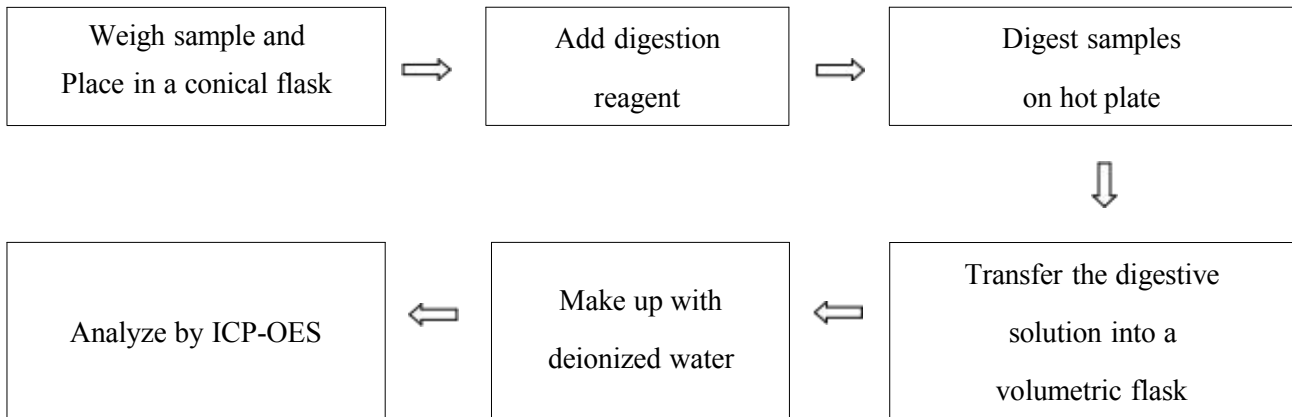 Weigh sample and
Place in a conical flask
Add digestion
reagent
Digest samples
on hot plate
Transfer the digestive
solution into a
volumetric flask
Make up with
deionized water
Analyze by ICP-OES